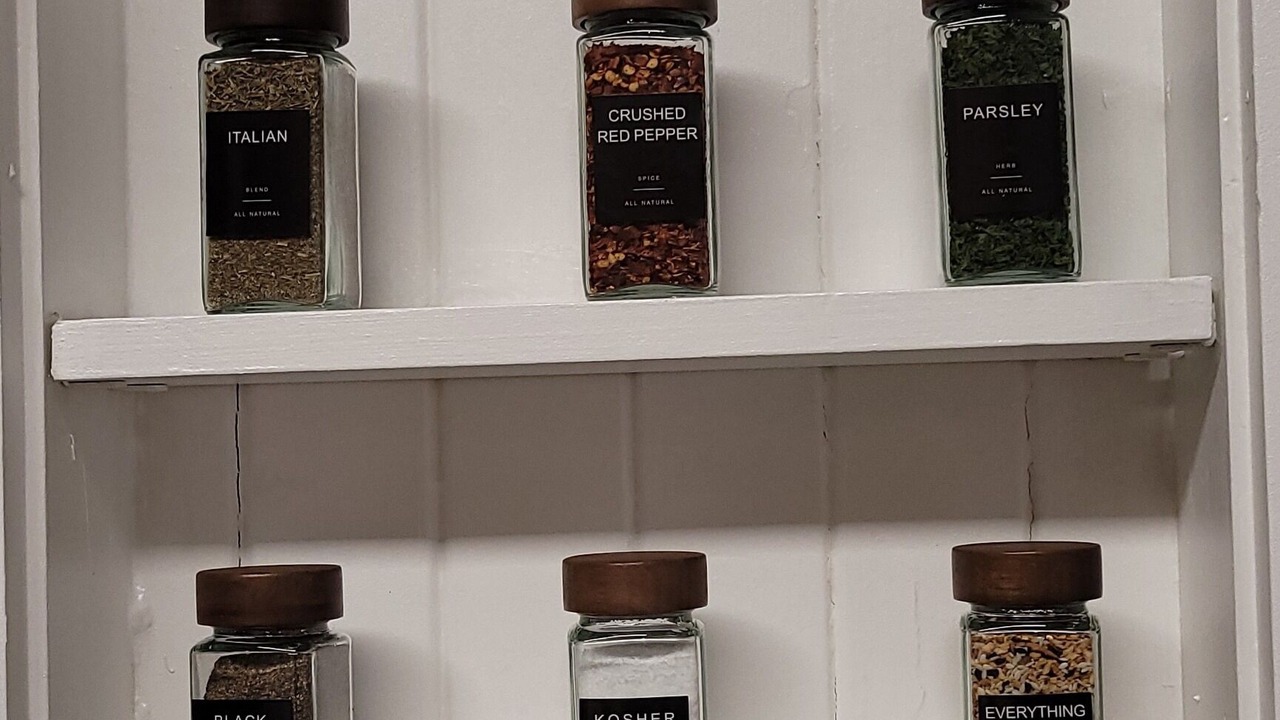 ITALIAN
BLEND
ALL NATURAL
CRUSHED
RED PEPPER
SPICE
ALL NATURAL
PARSLEY
HERB
ALL NATURAL
BLACK
KOSHER
EVERYTHING